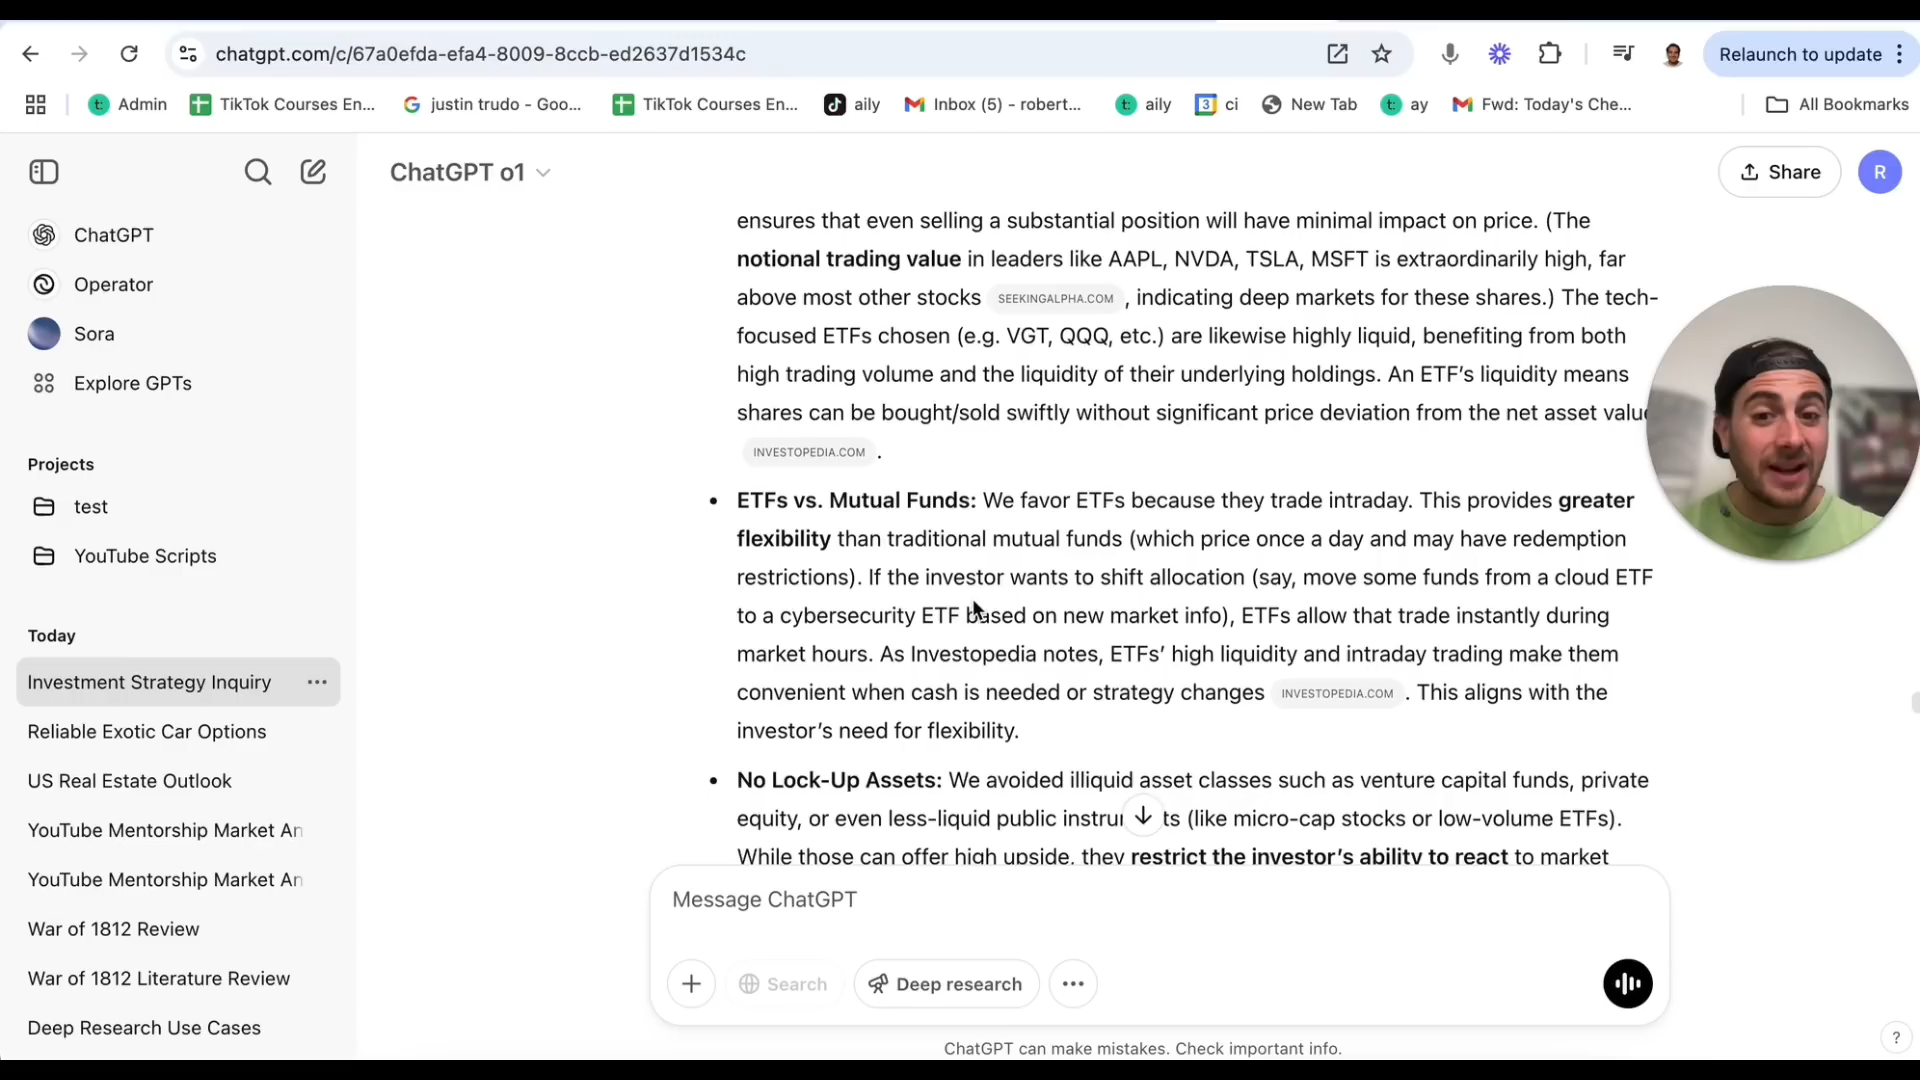 chatgpt.com/c/67a0efda-efa4-8009-8ccb-ed2637d1534c
Relaunch to update
Admin
TikTok Courses En...
justin trudo - Goo...
TikTok Courses En...
aily
Inbox (5) - robert...
aily
3
ci
New Tab
ay
Fwd: Today's Che...
All Bookmarks
ChatGPT
Operator
Sora
Explore GPTs
Projects
test
YouTube Scripts
Today
Investment Strategy Inquiry
Reliable Exotic Car Options
US Real Estate Outlook
YouTube Mentorship Market An
YouTube Mentorship Market An
War of 1812 Review
War of 1812 Literature Review
Deep Research Use Cases
ChatGPT o1
Share
R
ensures that even selling a substantial position will have minimal impact on price. (The
notional trading value in leaders like AAPL, NVDA, TSLA, MSFT is extraordinarily high, far
above most other stocks SEEKINGALPHA.COM , indicating deep markets for these shares.) The tech-
focused ETFs chosen (e.g. VGT, QQQ, etc.) are likewise highly liquid, benefiting from both
high trading volume and the liquidity of their underlying holdings. An ETF’s liquidity means
shares can be bought/sold swiftly without significant price deviation from the net asset value
INVESTOPEDIA.COM .
• ETFs vs. Mutual Funds: We favor ETFs because they trade intraday. This provides greater
flexibility than traditional mutual funds (which price once a day and may have redemption
restrictions). If the investor wants to shift allocation (say, move some funds from a cloud ETF
to a cybersecurity ETF based on new market info), ETFs allow that trade instantly during
market hours. As Investopedia notes, ETFs’ high liquidity and intraday trading make them
convenient when cash is needed or strategy changes INVESTOPEDIA.COM . This aligns with the
investor’s need for flexibility.
• No Lock-Up Assets: We avoided illiquid asset classes such as venture capital funds, private
equity, or even less-liquid public instru ts (like micro-cap stocks or low-volume ETFs).
While those can offer high upside, they restrict the investor’s ability to react to market
Message ChatGPT
Search
Deep research
ChatGPT can make mistakes. Check important info.
?